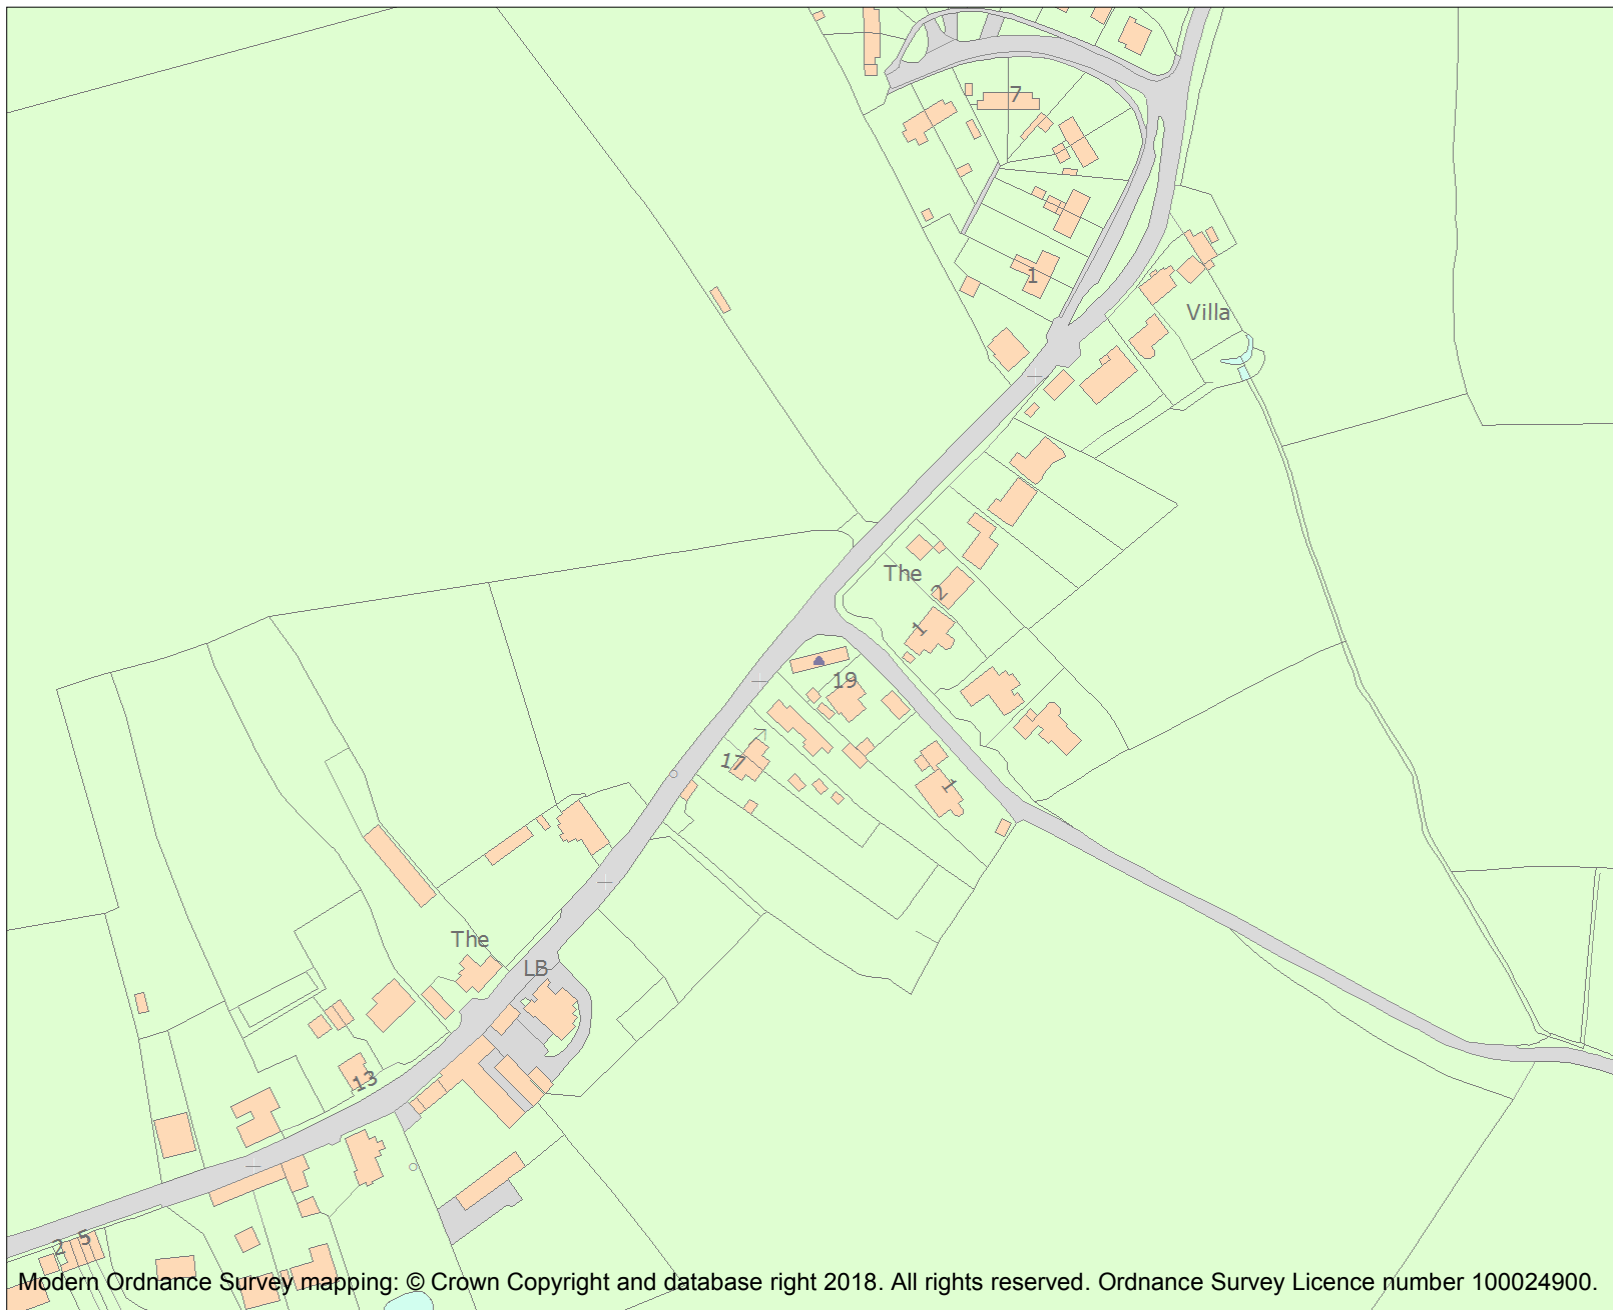 7
1
Villa
The
2
1
19
17
1
The
LB
13
2
5
Modern Ordnance Survey mapping: © Crown Copyright and database right 2018. All rights reserved. Ordnance Survey Licence number 100024900.